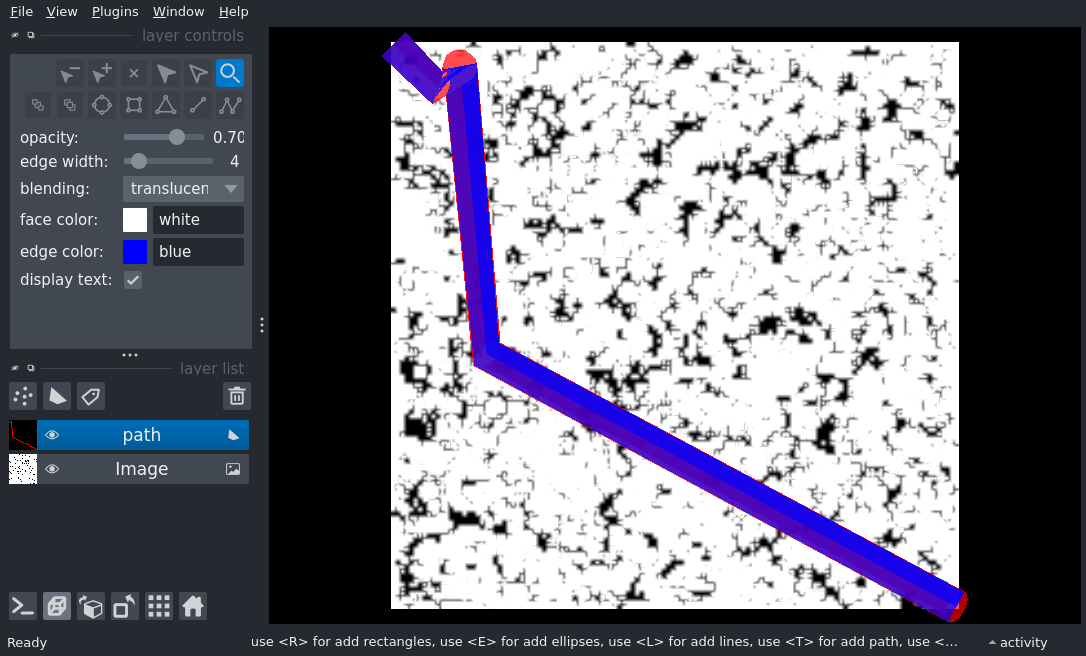 File View Plugins Window Help
layer controls
opacity: 0.70
edge width: 4
blending: translucen
face color: white
edge color: blue
display text:
layer list
path
Image
Ready use <R> for add rectangles, use <E> for add ellipses, use <L> for add lines, use <T> for add path, use <... activity